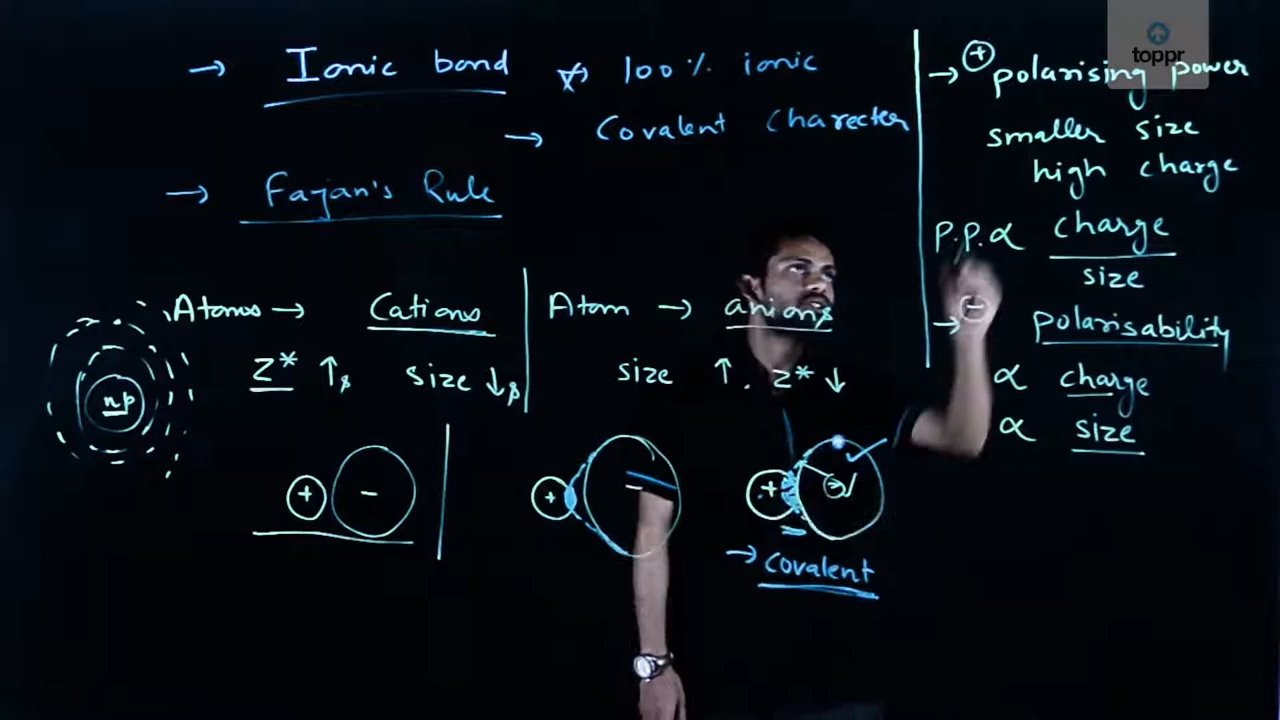 → Ionic bond ↛ 100% ionic
→ Covalent Charecter
→ Fajan's Rule
Atoms → Cations
Z* ↑, size ↓
np
+ -
Atom → anions
size ↑. Z* ↓
+ -
+
→ covalent
toppr
→ + polarising power
smaller size
high charge
P.P. ∝ charge
size
→ - polarisability
∝ charge
∝ size